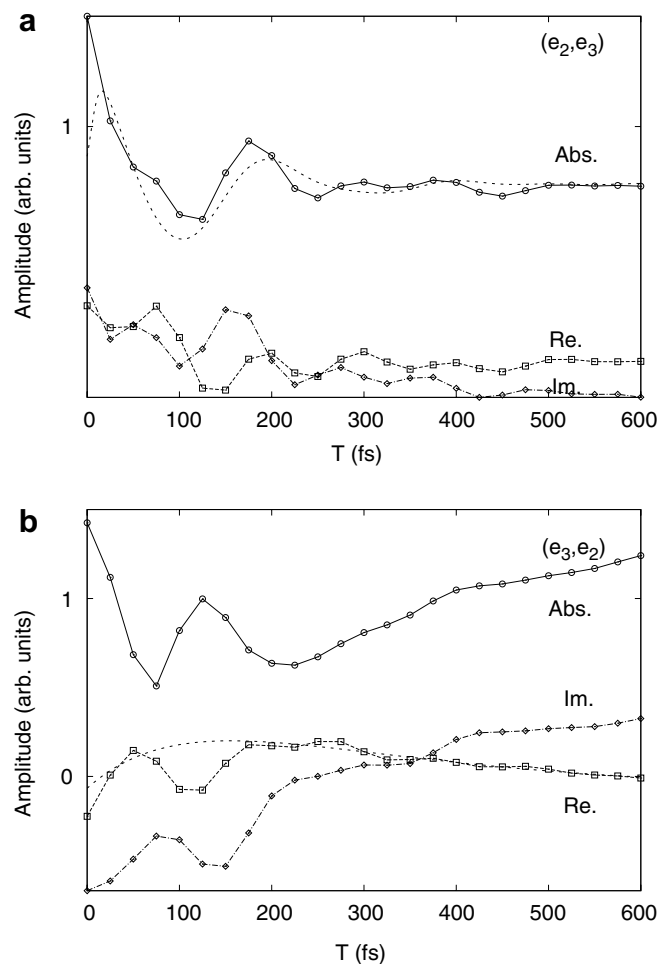 a
(e₂,e₃)
1
Abs.
Re.
Im.
Amplitude (arb. units)
0 100 200 300 400 500 600
T (fs)
b
(e₃,e₂)
1
Abs.
Im.
0
Re.
Amplitude (arb. units)
0 100 200 300 400 500 600
T (fs)